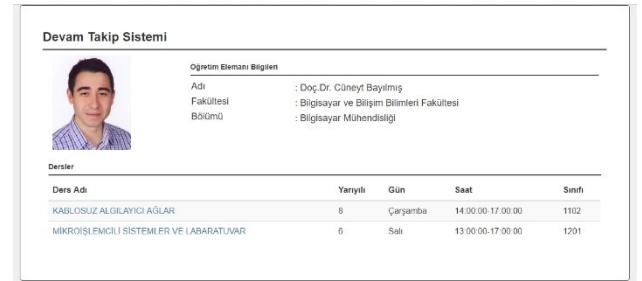 Devam Takip Sistemi
Öğretim Elemanı Bilgileri
Adı : Doç.Dr. Cüneyt Bayılmış
Fakültesi : Bilgisayar ve Bilişim Bilimleri Fakültesi
Bölümü : Bilgisayar Mühendisliği
Dersler
Ders Adı Yarıyılı Gün Saat Sınıfı
KABLOSUZ ALGILAYICI AĞLAR 8 Çarşamba 14:00:00-17:00:00 1102
MİKROİŞLEMCİLİ SİSTEMLER VE LABARATUVAR 6 Salı 13:00:00-17:00:00 1201